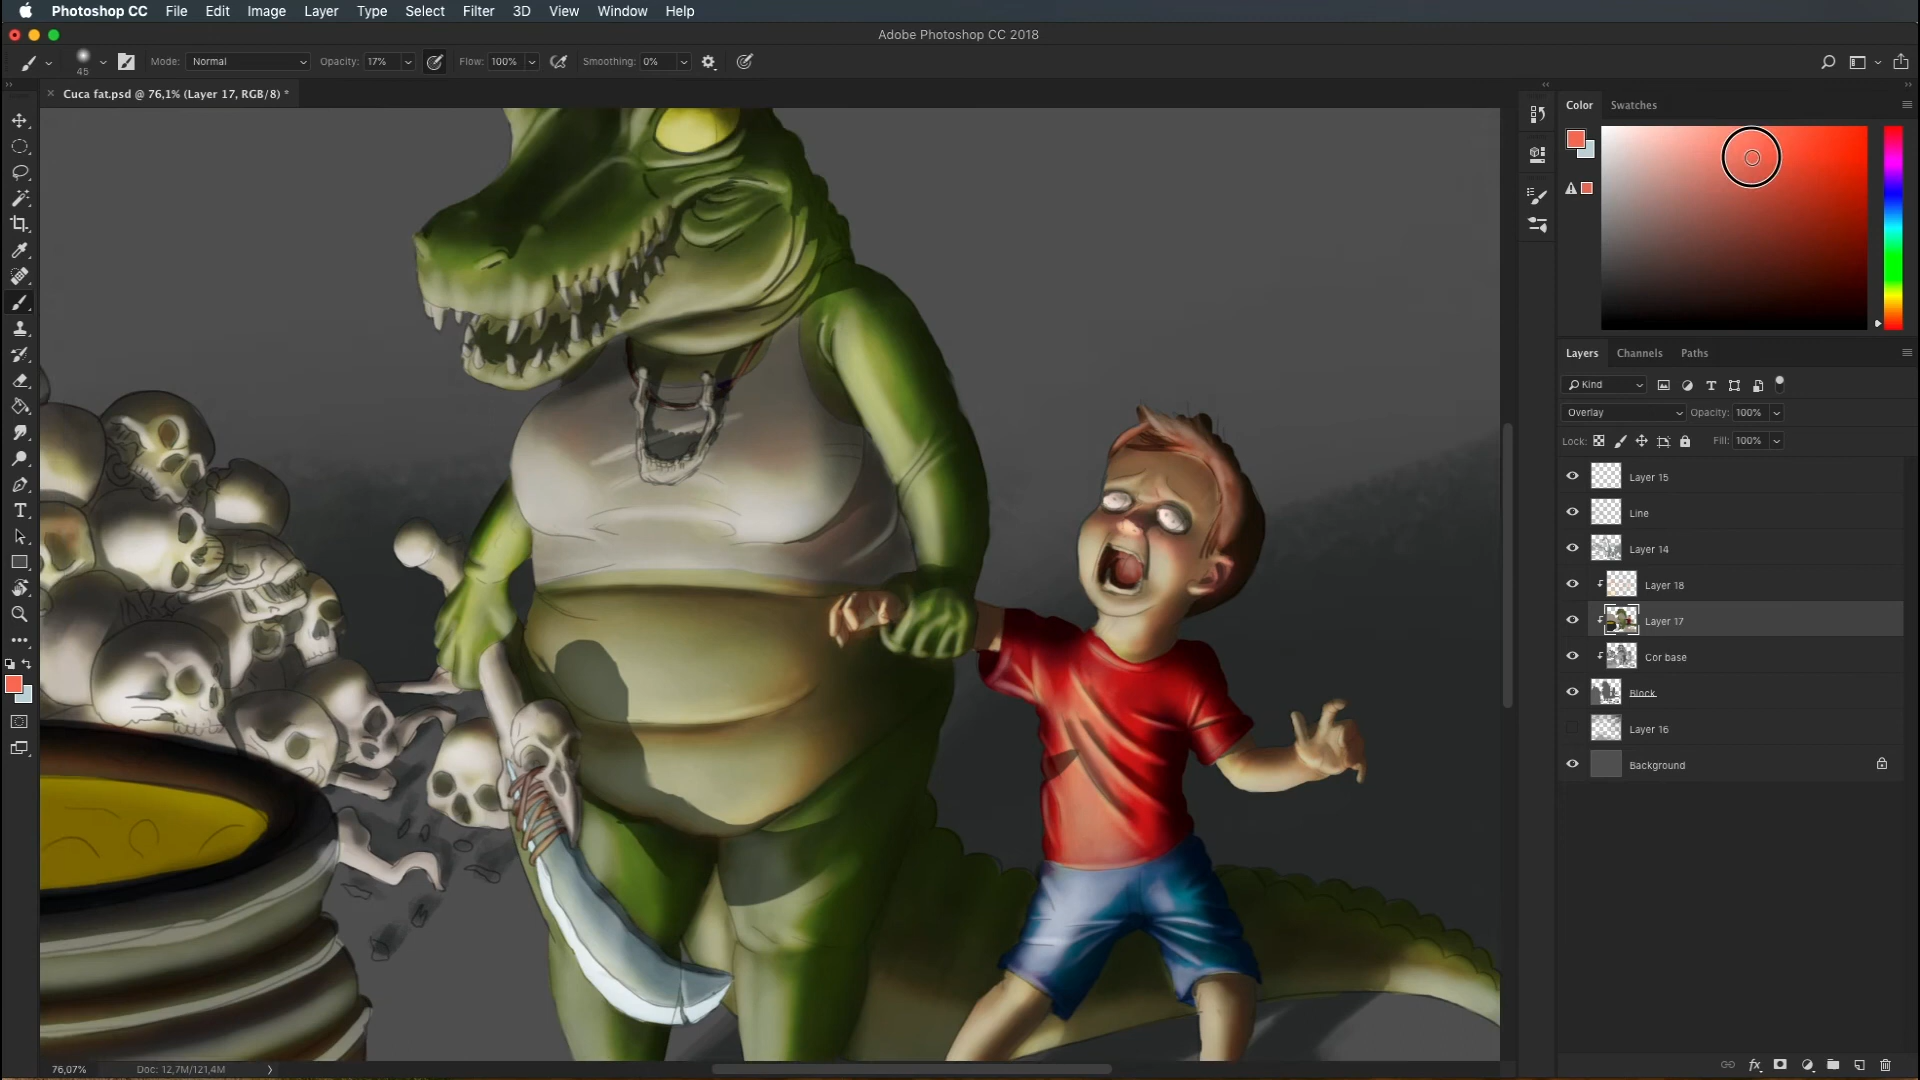 Photoshop CC File Edit Image Layer Type Select Filter 3D View Window Help
Adobe Photoshop CC 2018
45 Mode: Normal Opacity: 17% Flow: 100% Smoothing: 0%
Cuca fat.psd @ 76,1% (Layer 17, RGB/8) *
Color Swatches
Layers Channels Paths
Kind
Overlay Opacity: 100%
Lock: Fill: 100%
Layer 15
Line
Layer 14
Layer 18
Layer 17
Cor base
Block
Layer 16
Background
76,07% Doc: 12,7M/121,4M